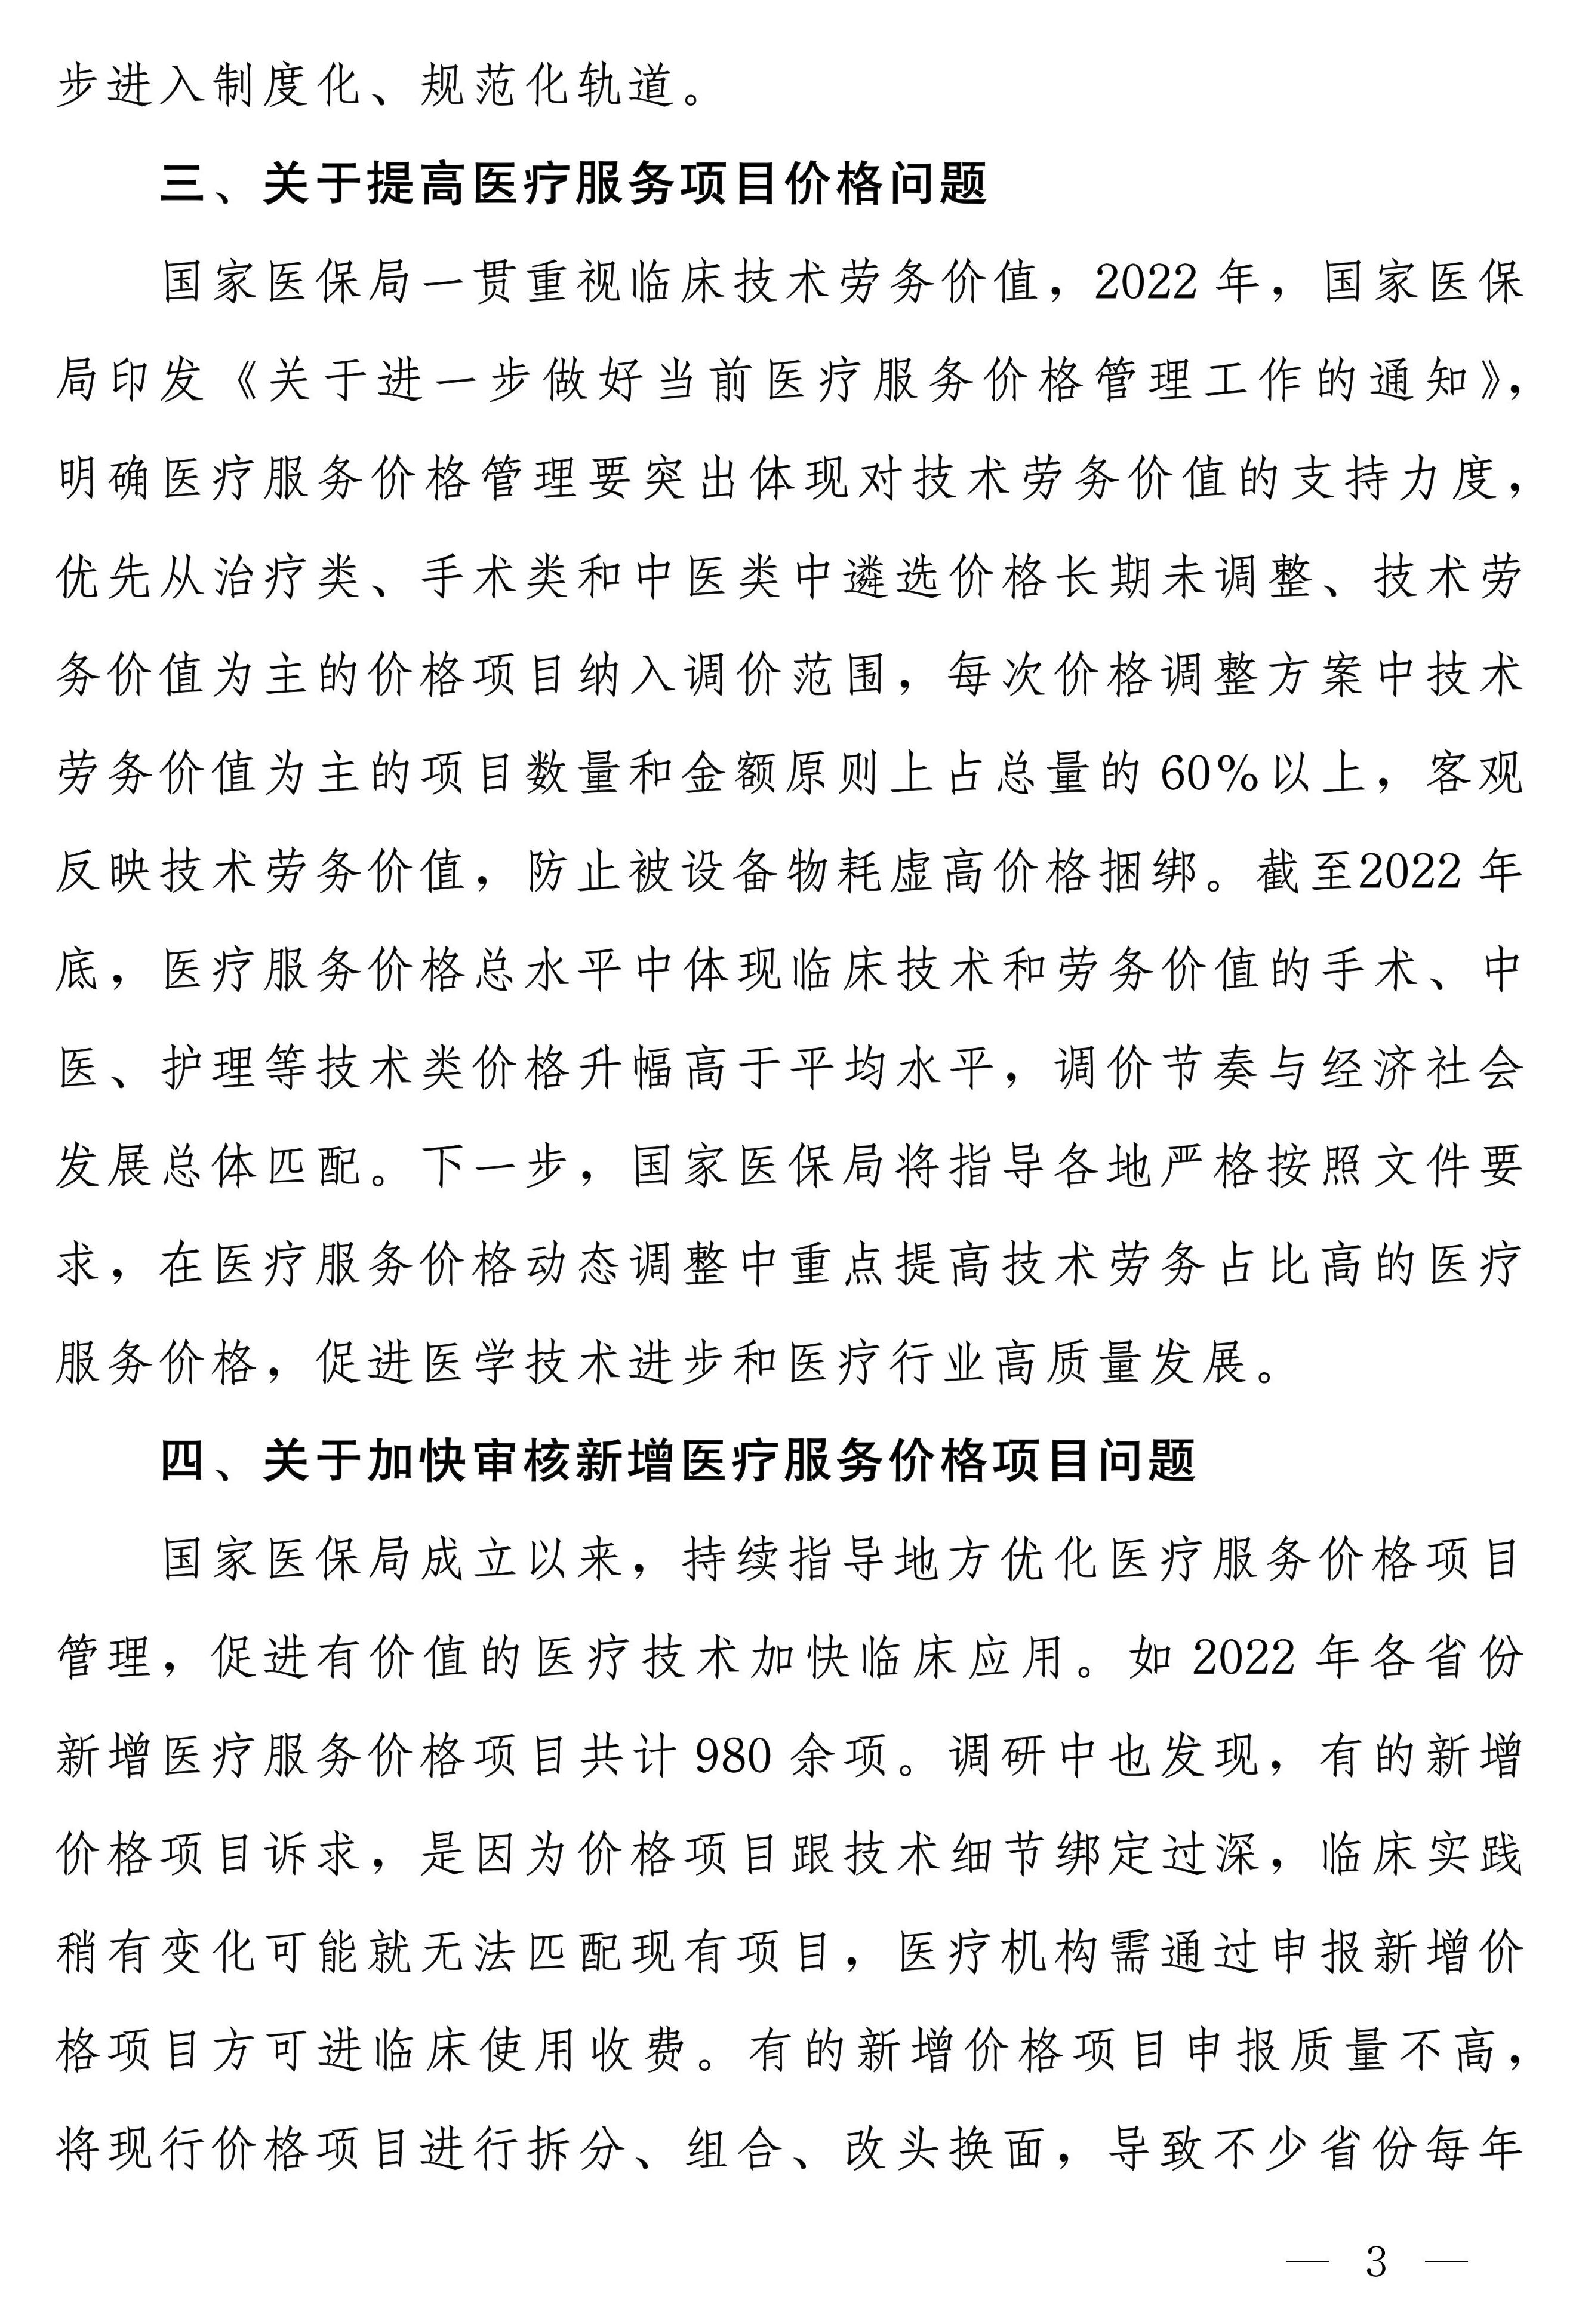 步进入制度化、规范化轨道。
三、关于提高医疗服务项目价格问题
国家医保局一贯重视临床技术劳务价值，2022 年，国家医保
局印发《关于进一步做好当前医疗服务价格管理工作的通知》，
明确医疗服务价格管理要突出体现对技术劳务价值的支持力度，
优先从治疗类、手术类和中医类中遴选价格长期未调整、技术劳
务价值为主的价格项目纳入调价范围，每次价格调整方案中技术
劳务价值为主的项目数量和金额原则上占总量的 60%以上，客观
反映技术劳务价值，防止被设备物耗虚高价格捆绑。截至2022 年
底，医疗服务价格总水平中体现临床技术和劳务价值的手术、中
医、护理等技术类价格升幅高于平均水平，调价节奏与经济社会
发展总体匹配。下一步，国家医保局将指导各地严格按照文件要
求，在医疗服务价格动态调整中重点提高技术劳务占比高的医疗
服务价格，促进医学技术进步和医疗行业高质量发展。
四、关于加快审核新增医疗服务价格项目问题
国家医保局成立以来，持续指导地方优化医疗服务价格项目
管理，促进有价值的医疗技术加快临床应用。如 2022 年各省份
新增医疗服务价格项目共计 980 余项。调研中也发现，有的新增
价格项目诉求，是因为价格项目跟技术细节绑定过深，临床实践
稍有变化可能就无法匹配现有项目，医疗机构需通过申报新增价
格项目方可进临床使用收费。有的新增价格项目申报质量不高，
将现行价格项目进行拆分、组合、改头换面，导致不少省份每年
— 3 —